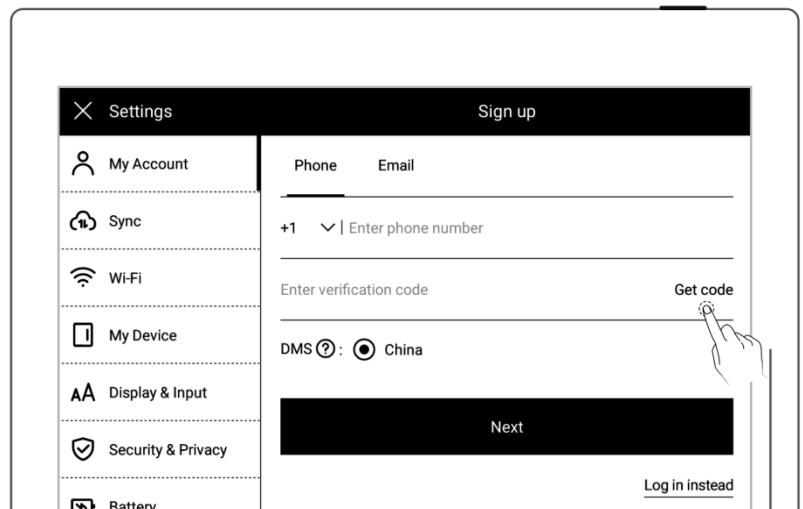 Settings
Sign up
My Account
Sync
Wi-Fi
My Device
Display & Input
Security & Privacy
Battery
Phone Email
+1 Enter phone number
Enter verification code Get code
DMS ? : China
Next
Log in instead